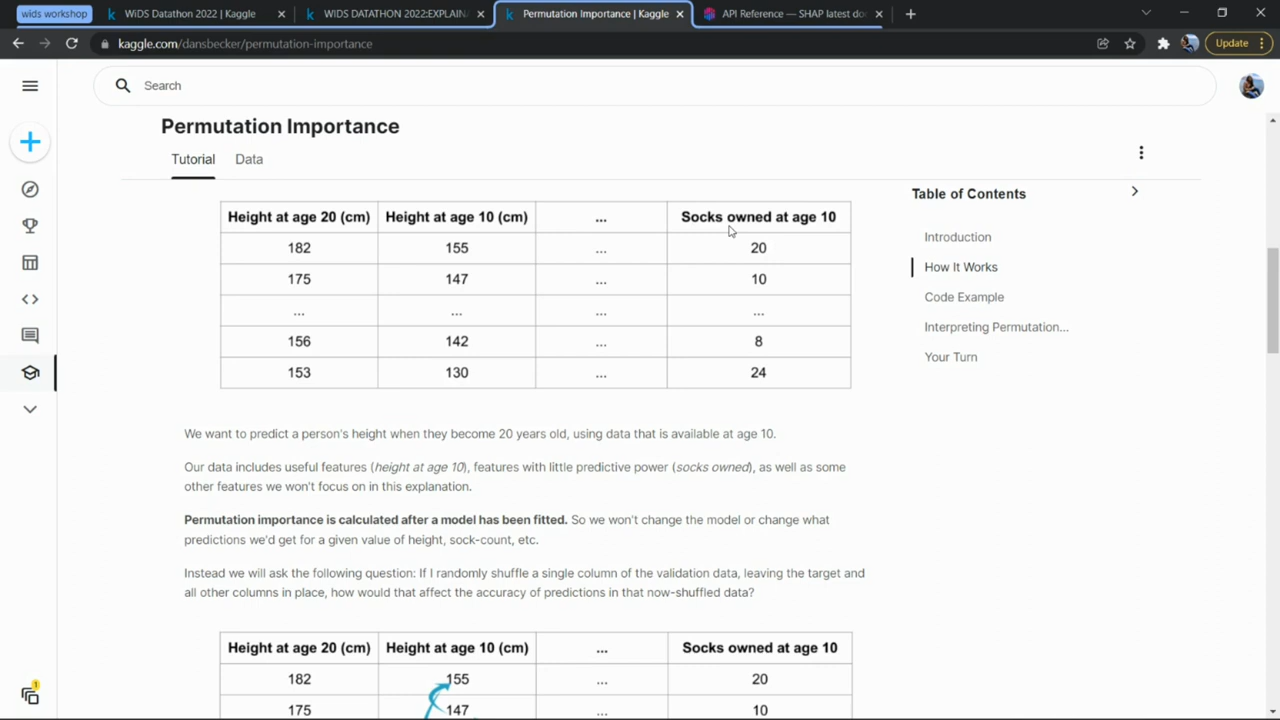 wids workshop
WiDS Datathon 2022 | Kaggle
WIDS DATATHON 2022:EXPLAIN
Permutation Importance | Kaggle
API Reference — SHAP latest do
kaggle.com/dansbecker/permutation-importance
Update
Search
Permutation Importance
Tutorial
Data
Table of Contents
Introduction
How It Works
Code Example
Interpreting Permutation...
Your Turn
Height at age 20 (cm) Height at age 10 (cm) ... Socks owned at age 10
182 155 ... 20
175 147 ... 10
... ... ... ...
156 142 ... 8
153 130 ... 24
We want to predict a person's height when they become 20 years old, using data that is available at age 10.
Our data includes useful features (height at age 10), features with little predictive power (socks owned), as well as some
other features we won't focus on in this explanation.
Permutation importance is calculated after a model has been fitted. So we won't change the model or change what
predictions we'd get for a given value of height, sock-count, etc.
Instead we will ask the following question: If I randomly shuffle a single column of the validation data, leaving the target and
all other columns in place, how would that affect the accuracy of predictions in that now-shuffled data?
Height at age 20 (cm) Height at age 10 (cm) ... Socks owned at age 10
182 155 ... 20
175 147 ... 10
1